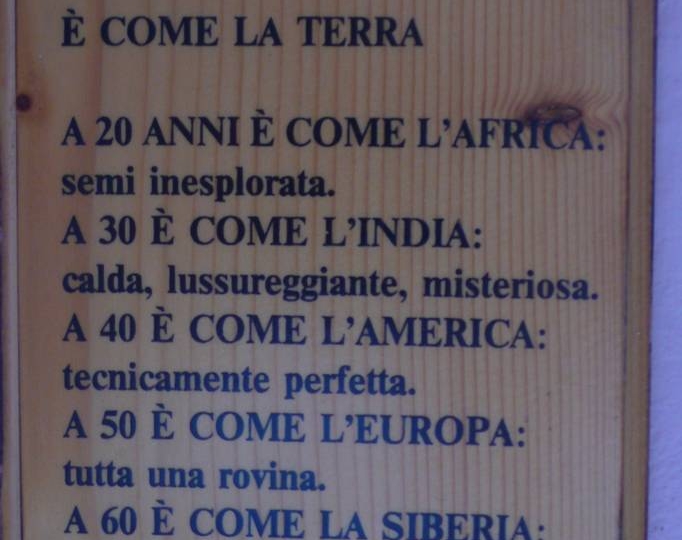 È COME LA TERRA
A 20 ANNI È COME L'AFRICA:
semi inesplorata.
A 30 È COME L'INDIA:
calda, lussureggiante, misteriosa.
A 40 È COME L'AMERICA:
tecnicamente perfetta.
A 50 È COME L'EUROPA:
tutta una rovina.
A 60 È COME LA SIBERIA: